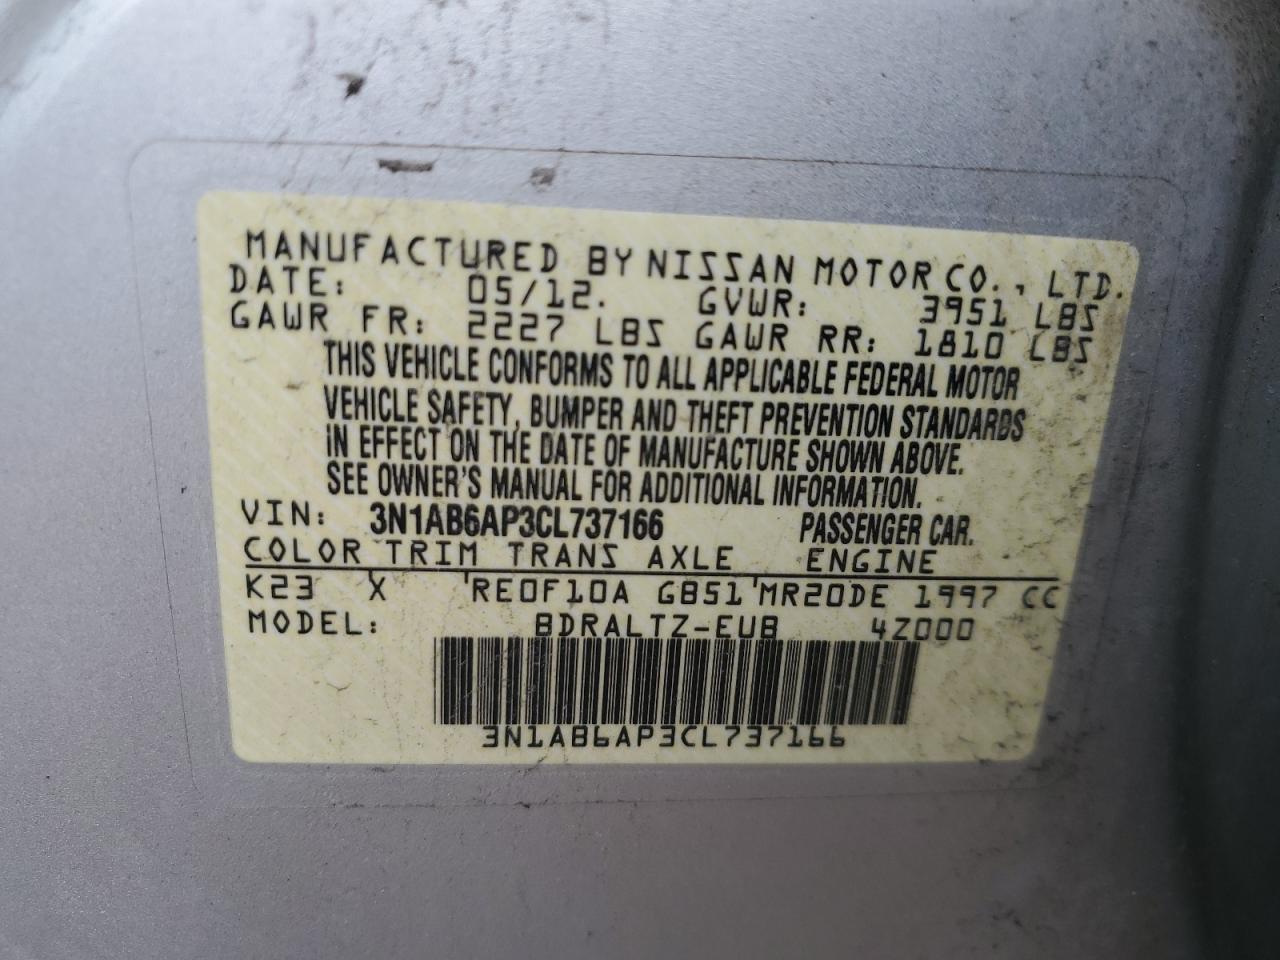 MANUFACTURED BY NISSAN MOTOR CO., LTD.
DATE: 05/12. GVWR: 3951 LBS
GAWR FR: 2227 LBS GAWR RR: 1810 LBS
THIS VEHICLE CONFORMS TO ALL APPLICABLE FEDERAL MOTOR
VEHICLE SAFETY, BUMPER AND THEFT PREVENTION STANDARDS
IN EFFECT ON THE DATE OF MANUFACTURE SHOWN ABOVE.
SEE OWNER'S MANUAL FOR ADDITIONAL INFORMATION.
VIN: 3N1AB6AP3CL737166 PASSENGER CAR.
COLOR TRIM TRANS AXLE ENGINE
K23 X 'RE0F10A GB51'MR20DE 1997 CC
MODEL: BDRALTZ-EUB 4Z000
3N1AB6AP3CL737166